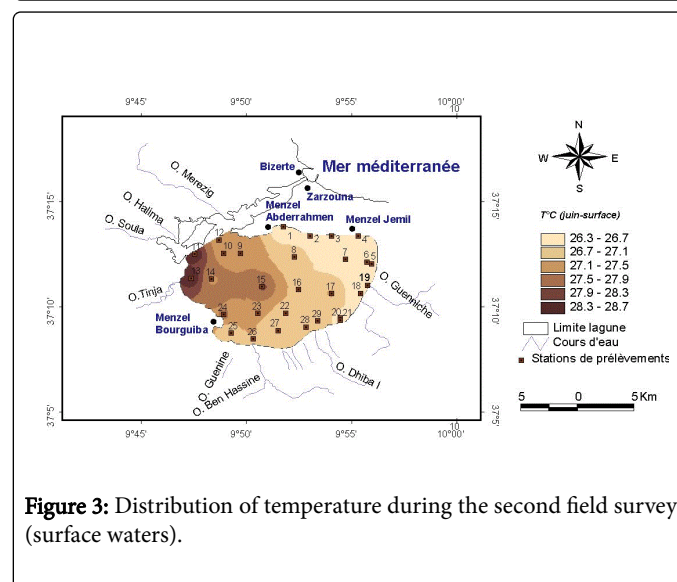 9°45'
9°50'
9°55'
10°00'
10
37°15'
37°15'
37°10'
37°10'
37°5'
37°5'
9°45'
9°50'
9°55'
10°00'
10
O. Merezig
O. Halima
O. Soula
O.Tinja
Bizerte
Mer méditerranée
Zarzouna
Menzel
Abderrahmen
Menzel Jemil
12
1
2
3
4
11
10
9
8
7
6
5
13
14
15
16
17
18
19
O. Guenniche
Menzel
Bourguiba
24
23
22
29
20
21
25
26
27
28
O. Guenine
O. Ben Hassine
O. Dhiba I
N
W
E
S
T°C (juin-surface)
26.3 - 26.7
26.7 - 27.1
27.1 - 27.5
27.5 - 27.9
27.9 - 28.3
28.3 - 28.7
Limite lagune
Cours d'eau
Stations de prélèvements
5
0
5 Km
Figure 3: Distribution of temperature during the second field survey
(surface waters).